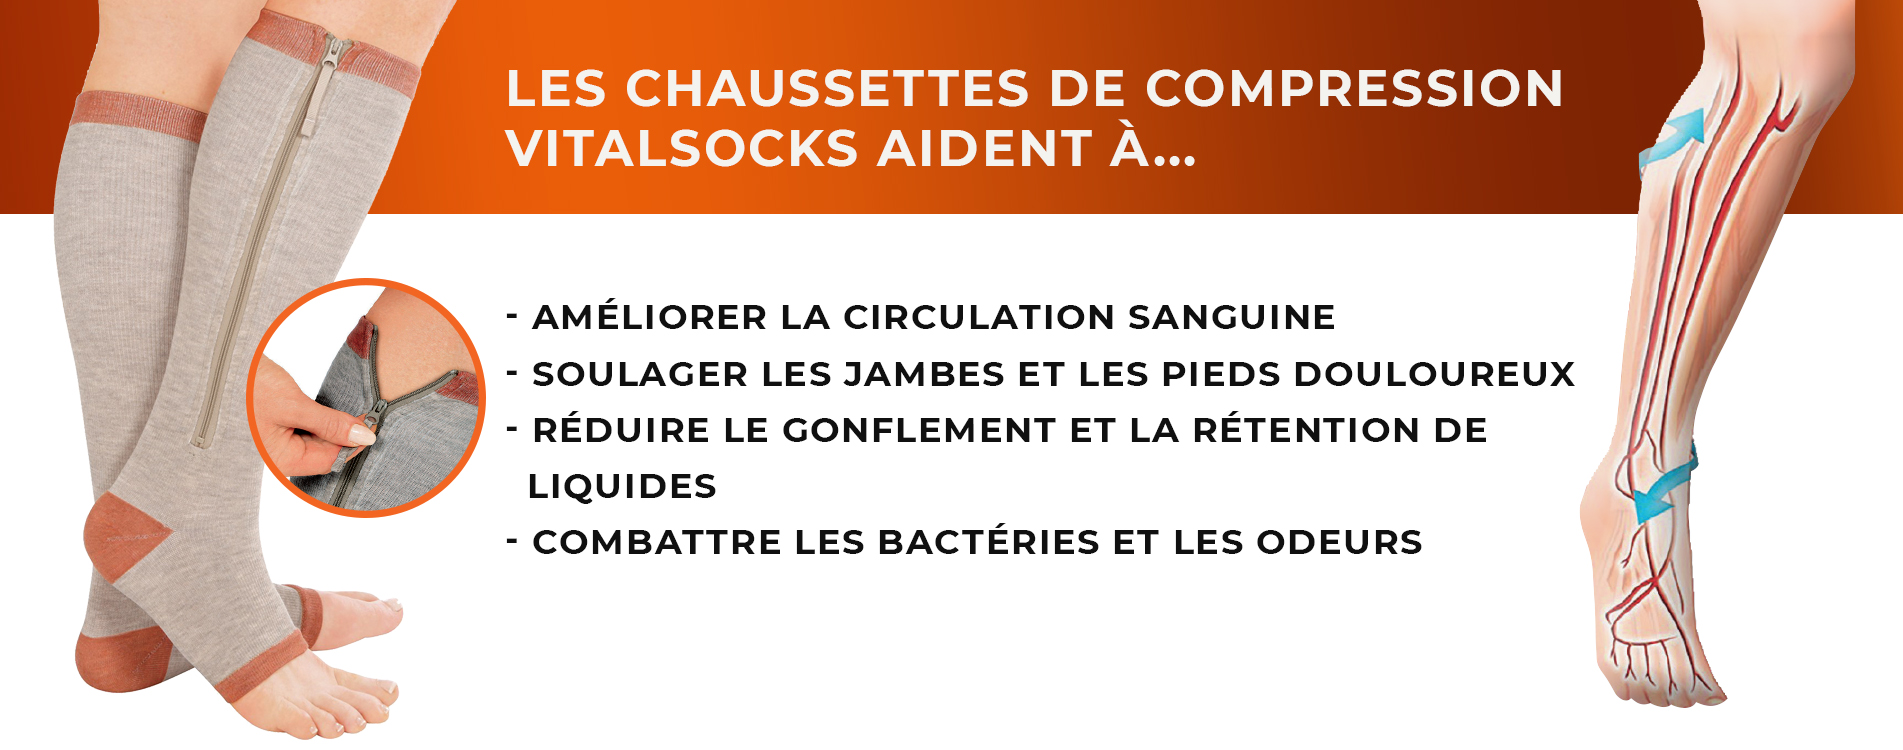 LES CHAUSSETTES DE COMPRESSION
VITALSOCKS AIDENT À...
- AMÉLIORER LA CIRCULATION SANGUINE
- SOULAGER LES JAMBES ET LES PIEDS DOULOUREUX
- RÉDUIRE LE GONFLEMENT ET LA RÉTENTION DE
LIQUIDES
- COMBATTRE LES BACTÉRIES ET LES ODEURS